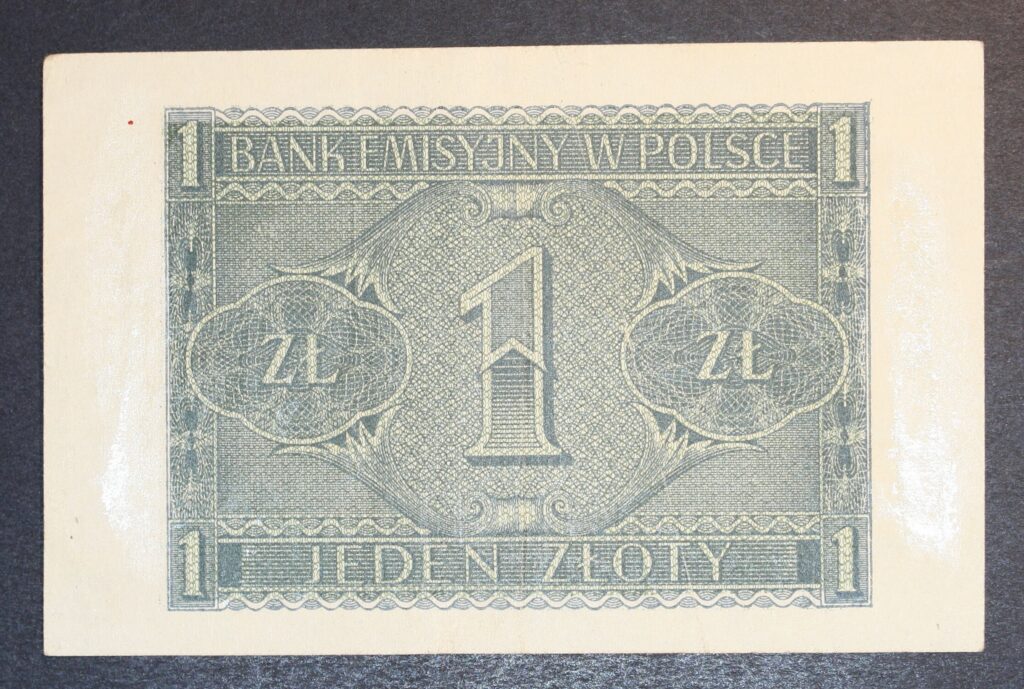 1 BANK EMISYJNY W POLSCE 1
ZŁ 1 ZŁ
1 JEDEN ZŁOTY 1